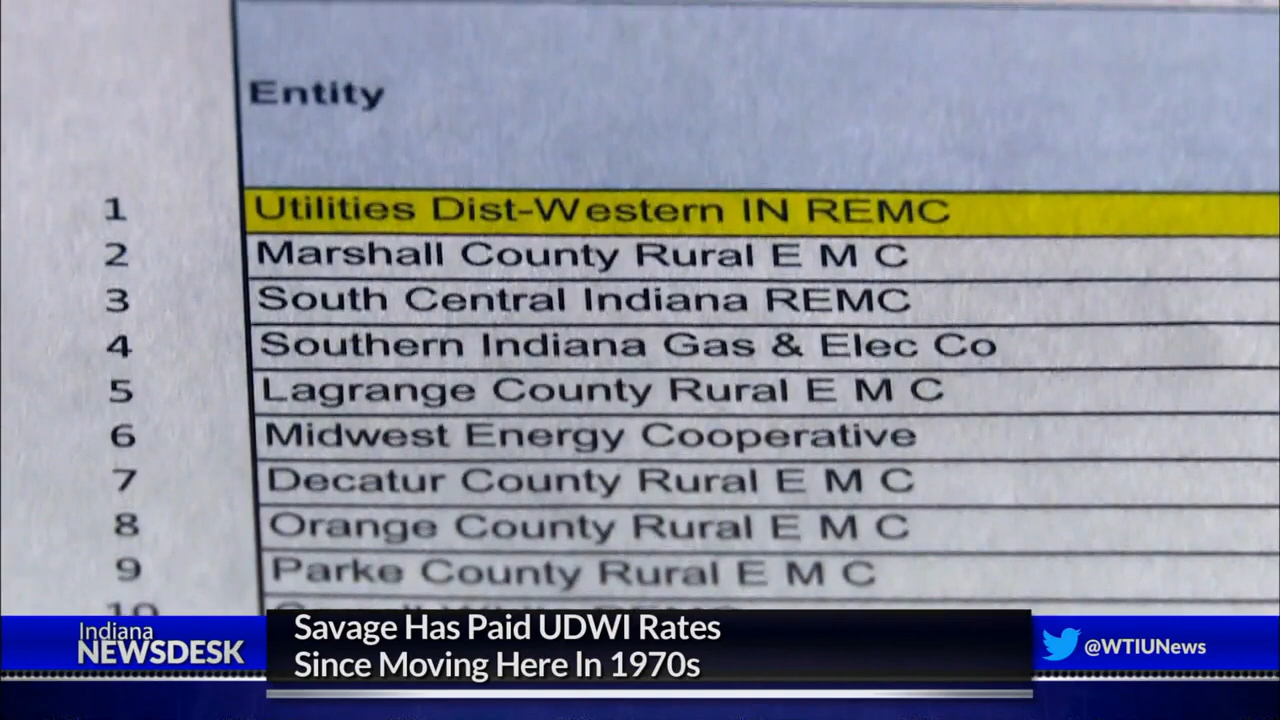 Entity
1 Utilities Dist-Western IN REMC
2 Marshall County Rural E M C
3 South Central Indiana REMC
4 Southern Indiana Gas & Elec Co
5 Lagrange County Rural E M C
6 Midwest Energy Cooperative
7 Decatur County Rural E M C
8 Orange County Rural E M C
9 Parke County Rural E M C
10
Indiana
NEWSDESK
Savage Has Paid UDWI Rates
Since Moving Here In 1970s
@WTIUNews